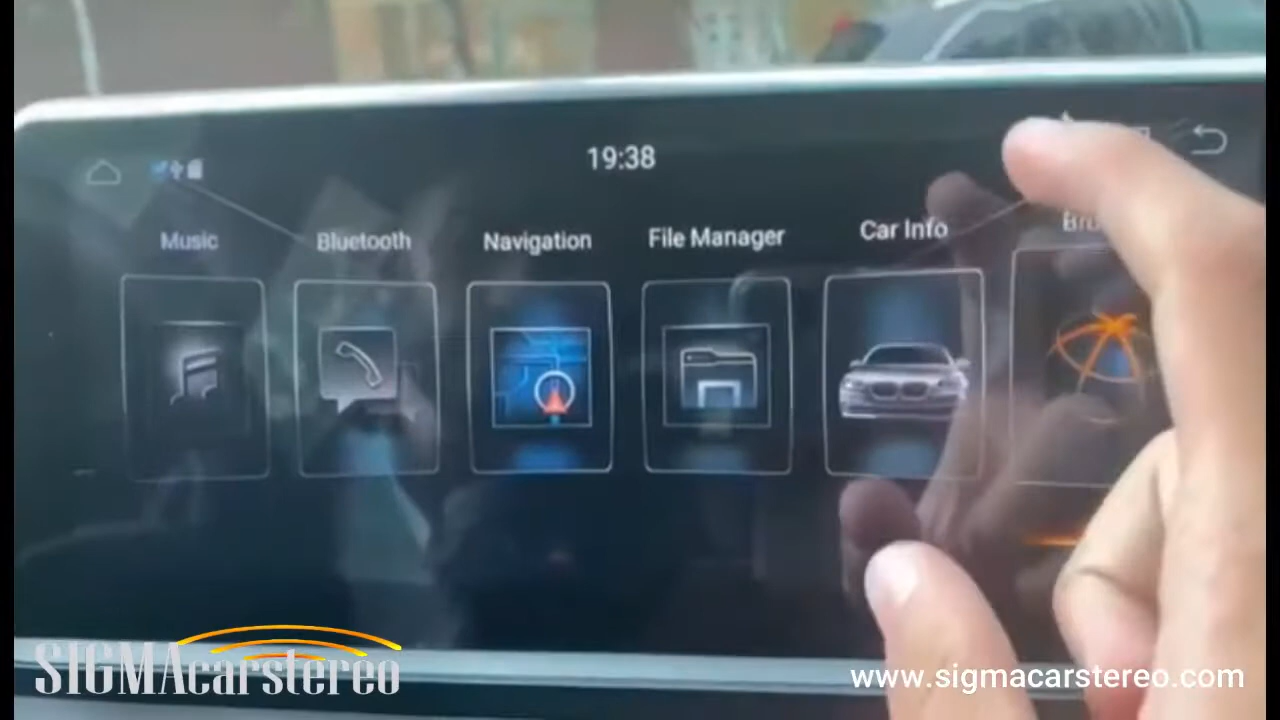 19:38
Music
Bluetooth
Navigation
File Manager
Car Info
SIGMAcarstereo
www.sigmacarstereo.com